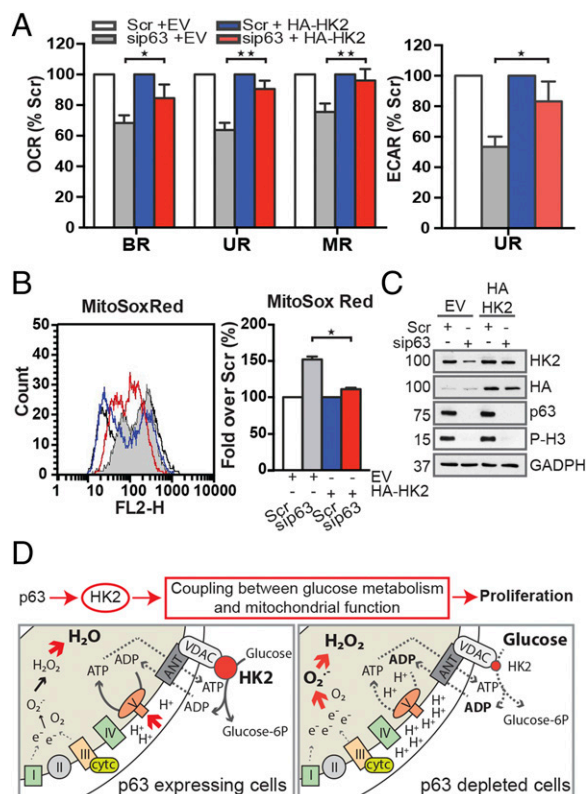 A
Scr +EV
Scr + HA-HK2
sip63 +EV
sip63 + HA-HK2
OCR (% Scr)
120
100
80
60
40
20
0
★
★★
★★
BR
UR
MR
ECAR (% Scr)
120
100
80
60
40
20
0
★
UR
B
MitoSoxRed
Count
50
40
30
20
10
0
1
10
100
1000
10000
FL2-H
MitoSox Red
Fold over Scr (%)
200
150
100
50
0
★
+ + - - EV
- - + + HA-HK2
Scr
sip63
Scr
sip63
C
EV
HA
HK2
Scr + - + -
sip63 - + - +
100
HK2
100
HA
75
p63
15
P-H3
37
GADPH
D
p63
HK2
Coupling between glucose metabolism
and mitochondrial function
Proliferation
H₂O
H₂O₂
O₂⁻
O₂
e⁻ e⁻ e⁻
ATP
ADP
ANT
VDAC
Glucose
HK2
ATP
ADP
Glucose-6P
V
H⁺
H⁺
H⁺
IV
III
cytc
II
I
p63 expressing cells
H₂O₂
O₂⁻
O₂
e⁻ e⁻ e⁻
ATP
ADP
H⁺
ANT
VDAC
Glucose
HK2
ATP
ADP
Glucose-6P
V
H⁺
H⁺ H⁺
H⁺ H⁺
H⁺ H⁺
IV
III
cytc
II
I
p63 depleted cells